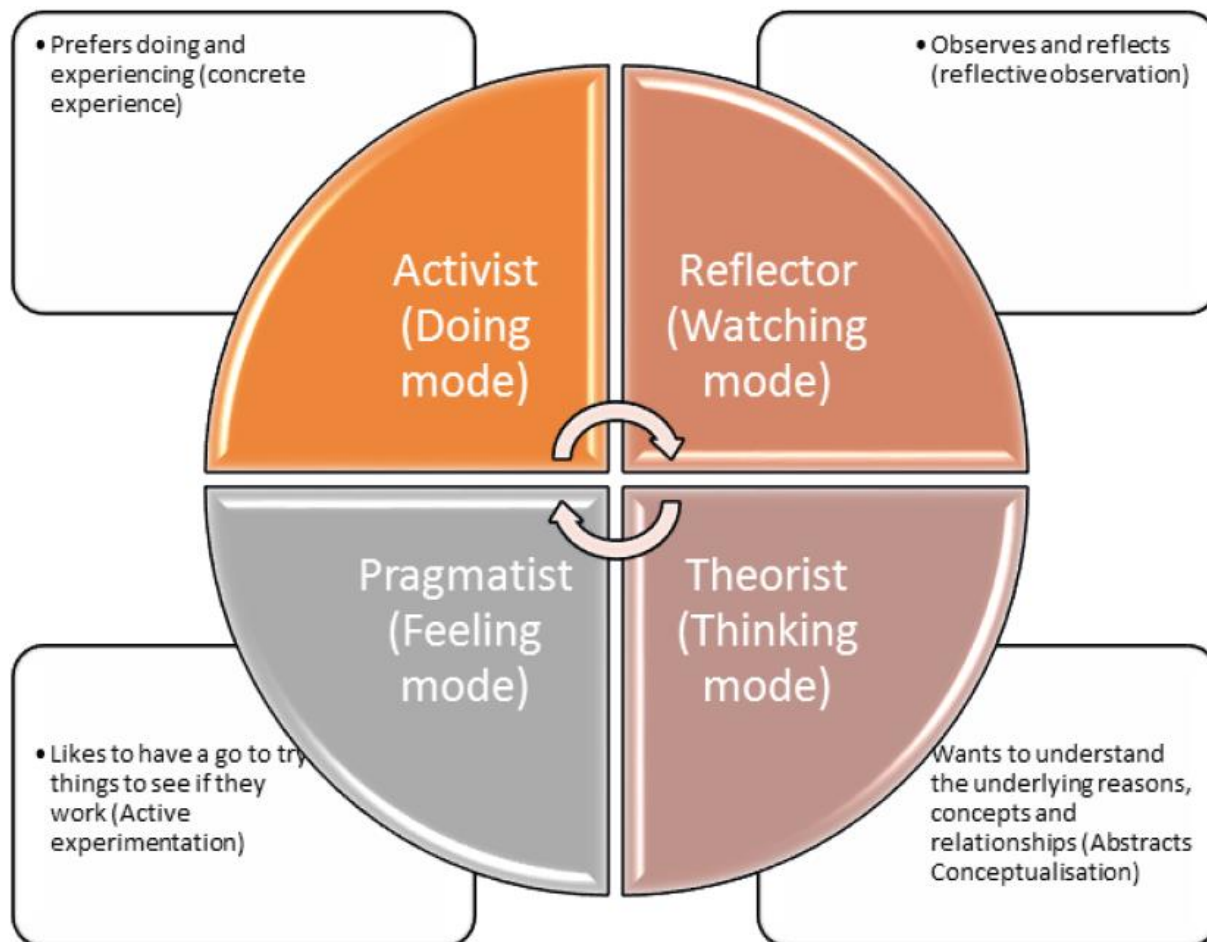 • Prefers doing and
experiencing (concrete
experience)
• Observes and reflects
(reflective observation)
Activist
(Doing
mode)
Reflector
(Watching
mode)
Pragmatist
(Feeling
mode)
Theorist
(Thinking
mode)
• Likes to have a go to try
things to see if they
work (Active
experimentation)
Wants to understand
the underlying reasons,
concepts and
relationships (Abstracts
Conceptualisation)